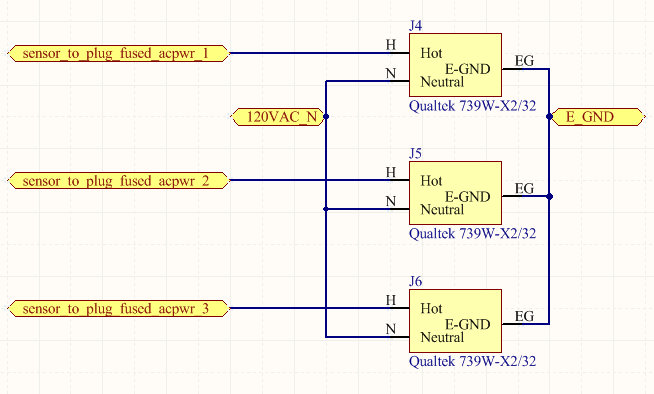 J4
sensor_to_plug_fused_acpwr_1
H
Hot
EG
E-GND
N
Neutral
Qualtek 739W-X2/32
120VAC_N
E_GND
J5
sensor_to_plug_fused_acpwr_2
H
Hot
EG
E-GND
N
Neutral
Qualtek 739W-X2/32
J6
sensor_to_plug_fused_acpwr_3
H
Hot
EG
E-GND
N
Neutral
Qualtek 739W-X2/32